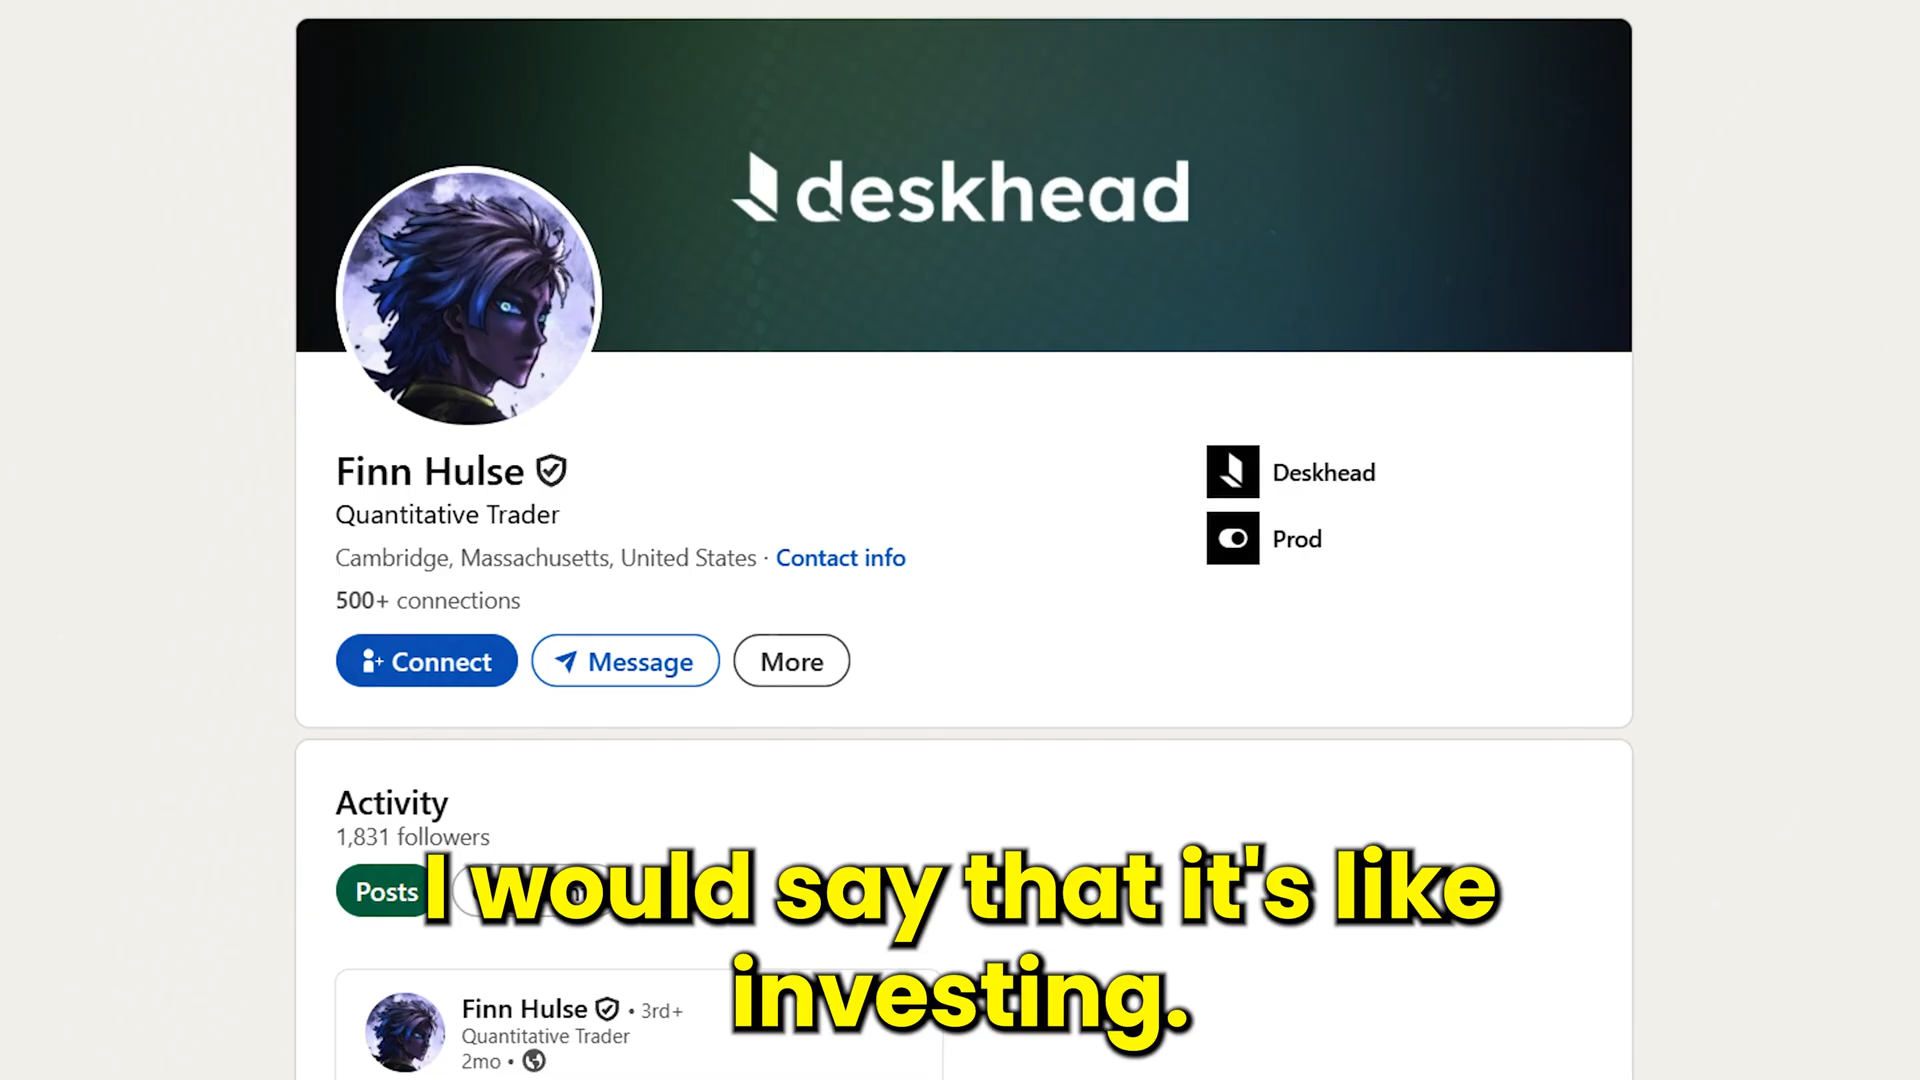 deskhead
Finn Hulse
Quantitative Trader
Cambridge, Massachusetts, United States · Contact info
500+ connections
Connect
Message
More
Deskhead
Prod
Activity
1,831 followers
Posts
I would say that it's like
investing.
Finn Hulse • 3rd+
Quantitative Trader
2mo •